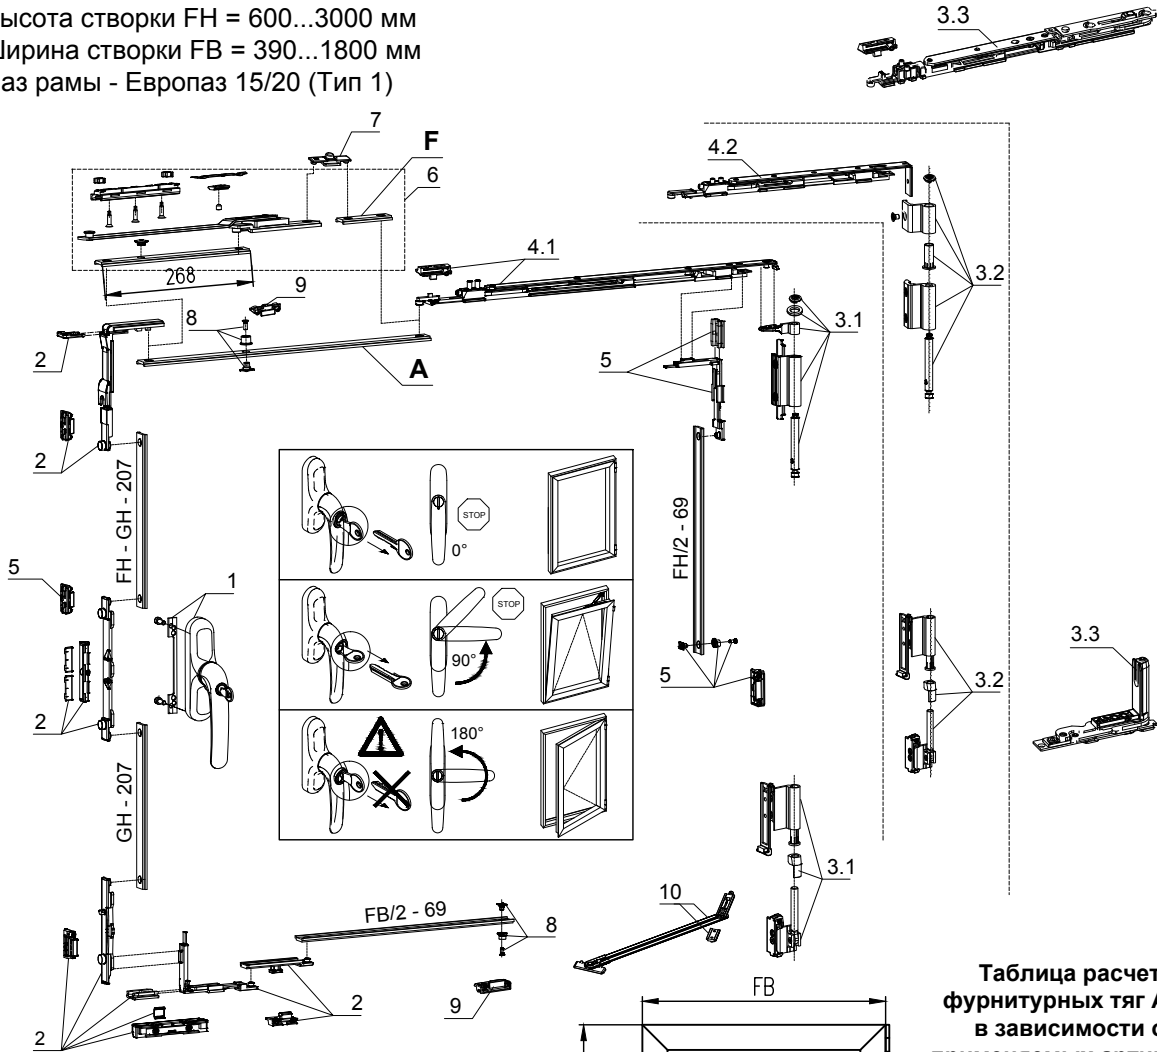 ысота створки FH = 600...3000 мм
Ширина створки FB = 390...1800 мм
аз рамы - Европаз 15/20 (Тип 1)
3.3
7
F
6
4.2
268
9
4.1
8
3.2
3.1
2
A
5
2
FH - GH - 207
STOP
0°
FH/2 - 69
5
1
STOP
90°
3.3
3.2
5
2
180°
GH - 207
3.1
10
FB/2 - 69
8
2
9
2
FB
Таблица расчет
фурнитурных тяг А
в зависимости о